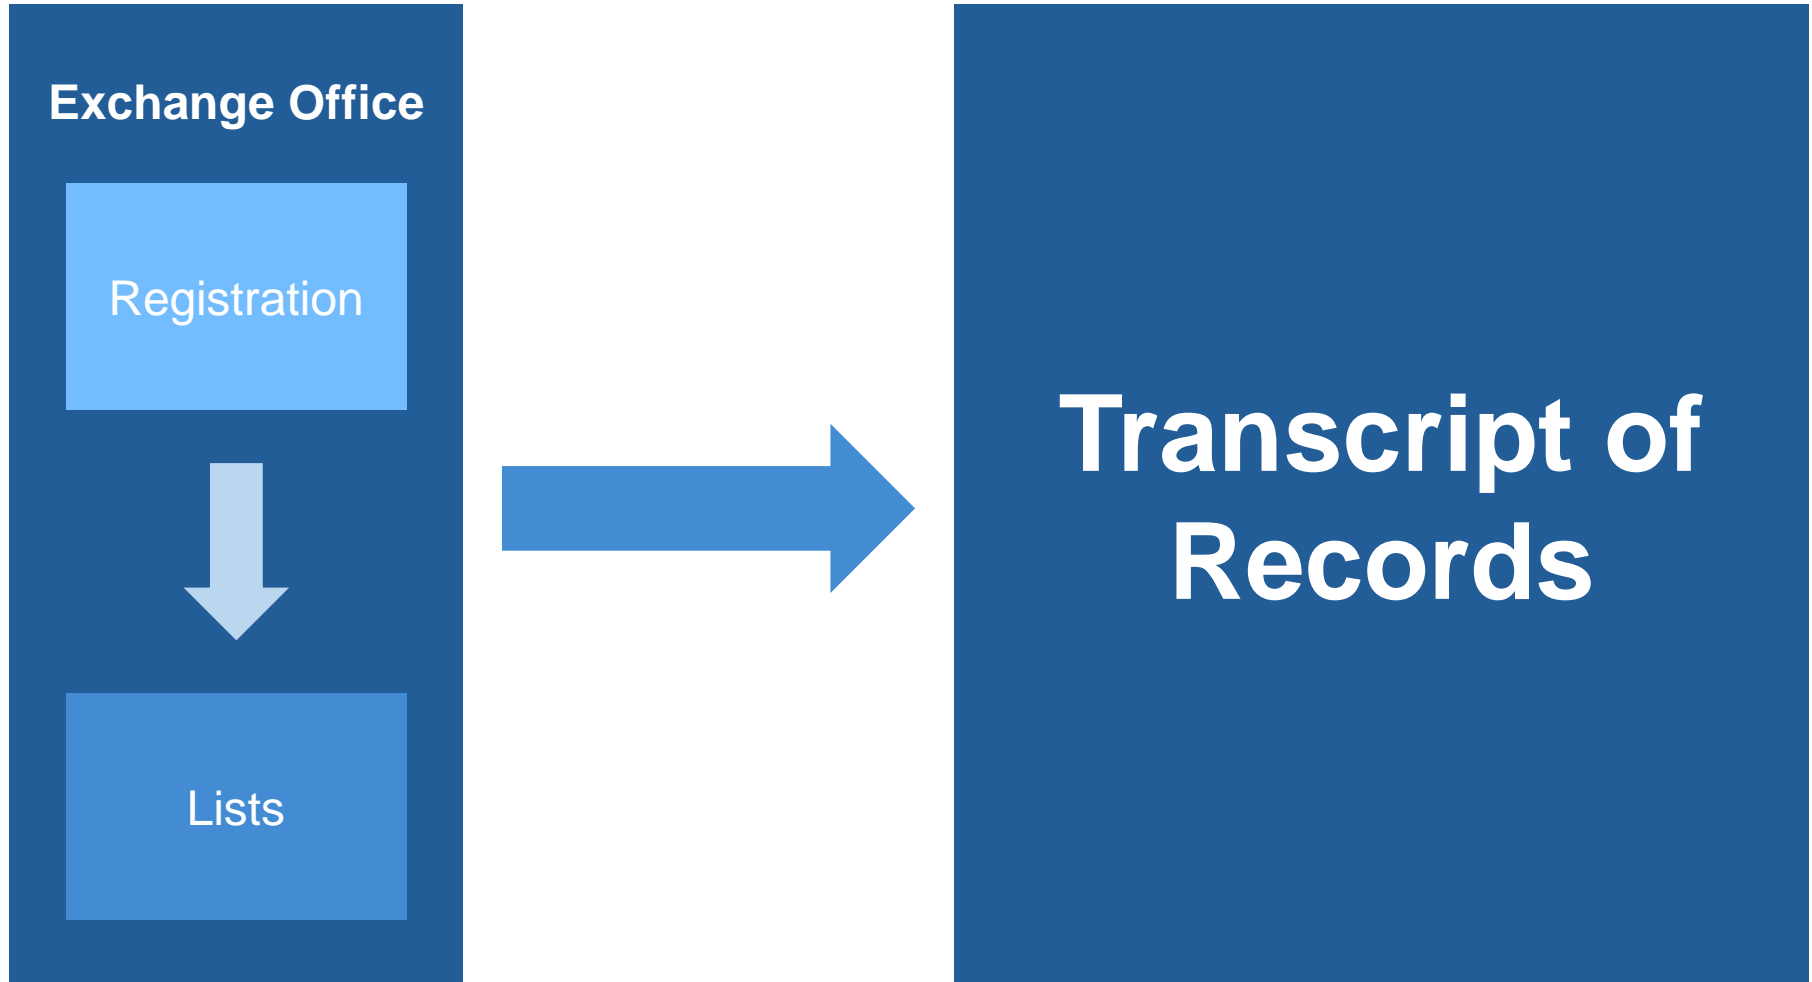 Exchange Office
Registration
Lists
Transcript of
Records